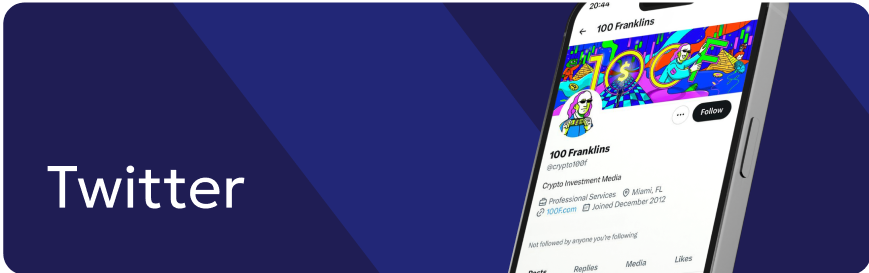 Twitter
20:44
100 Franklins
100F
$
Follow
100 Franklins
@crypto100f
Crypto Investment Media
Professional Services Miami, FL
100F.com Joined December 2012
Not followed by anyone you're following
Posts Replies Media Likes